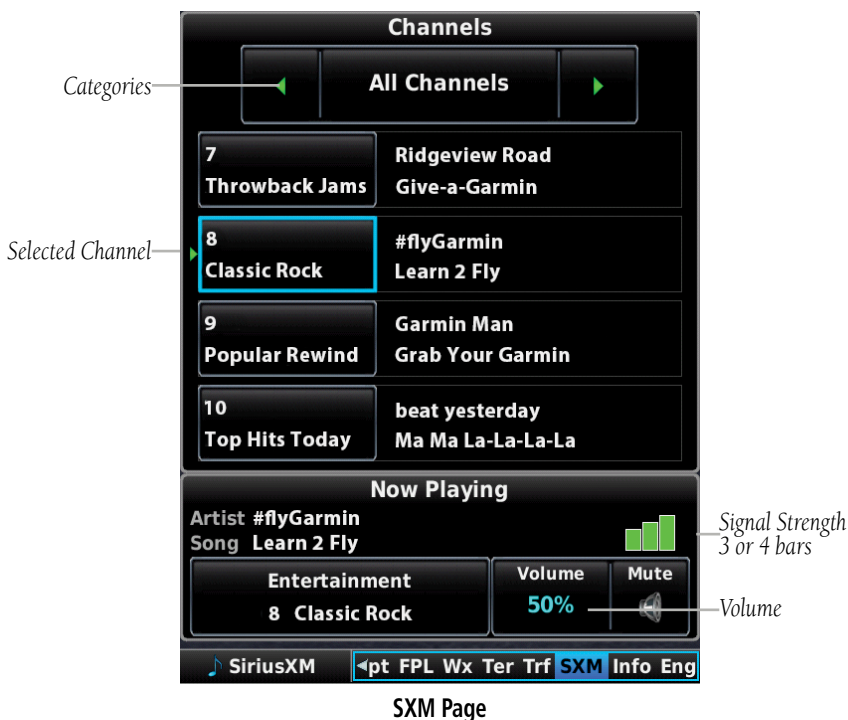 Channels
Categories
All Channels
7
Throwback Jams
Ridgeview Road
Give-a-Garmin
Selected Channel
8
Classic Rock
#flyGarmin
Learn 2 Fly
9
Popular Rewind
Garmin Man
Grab Your Garmin
10
Top Hits Today
beat yesterday
Ma Ma La-La-La-La
Now Playing
Artist #flyGarmin
Song Learn 2 Fly
Signal Strength
3 or 4 bars
Entertainment
8 Classic Rock
Volume
50%
Mute
Volume
SiriusXM
pt FPL Wx Ter Trf SXM Info Eng
SXM Page